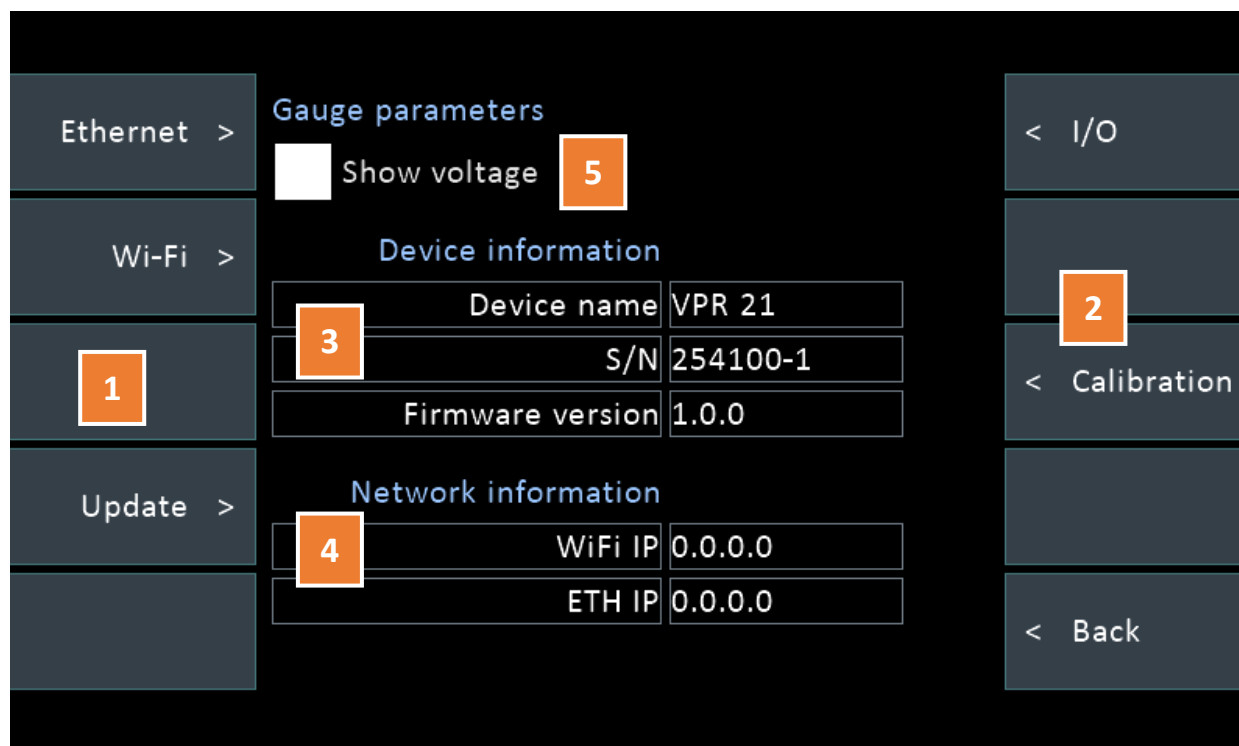 Ethernet >
Wi-Fi >
1
Update >
Gauge parameters
Show voltage 5
Device information
Device name VPR 21
3
S/N 254100-1
Firmware version 1.0.0
Network information
4
WiFi IP 0.0.0.0
ETH IP 0.0.0.0
< I/O
2
< Calibration
< Back